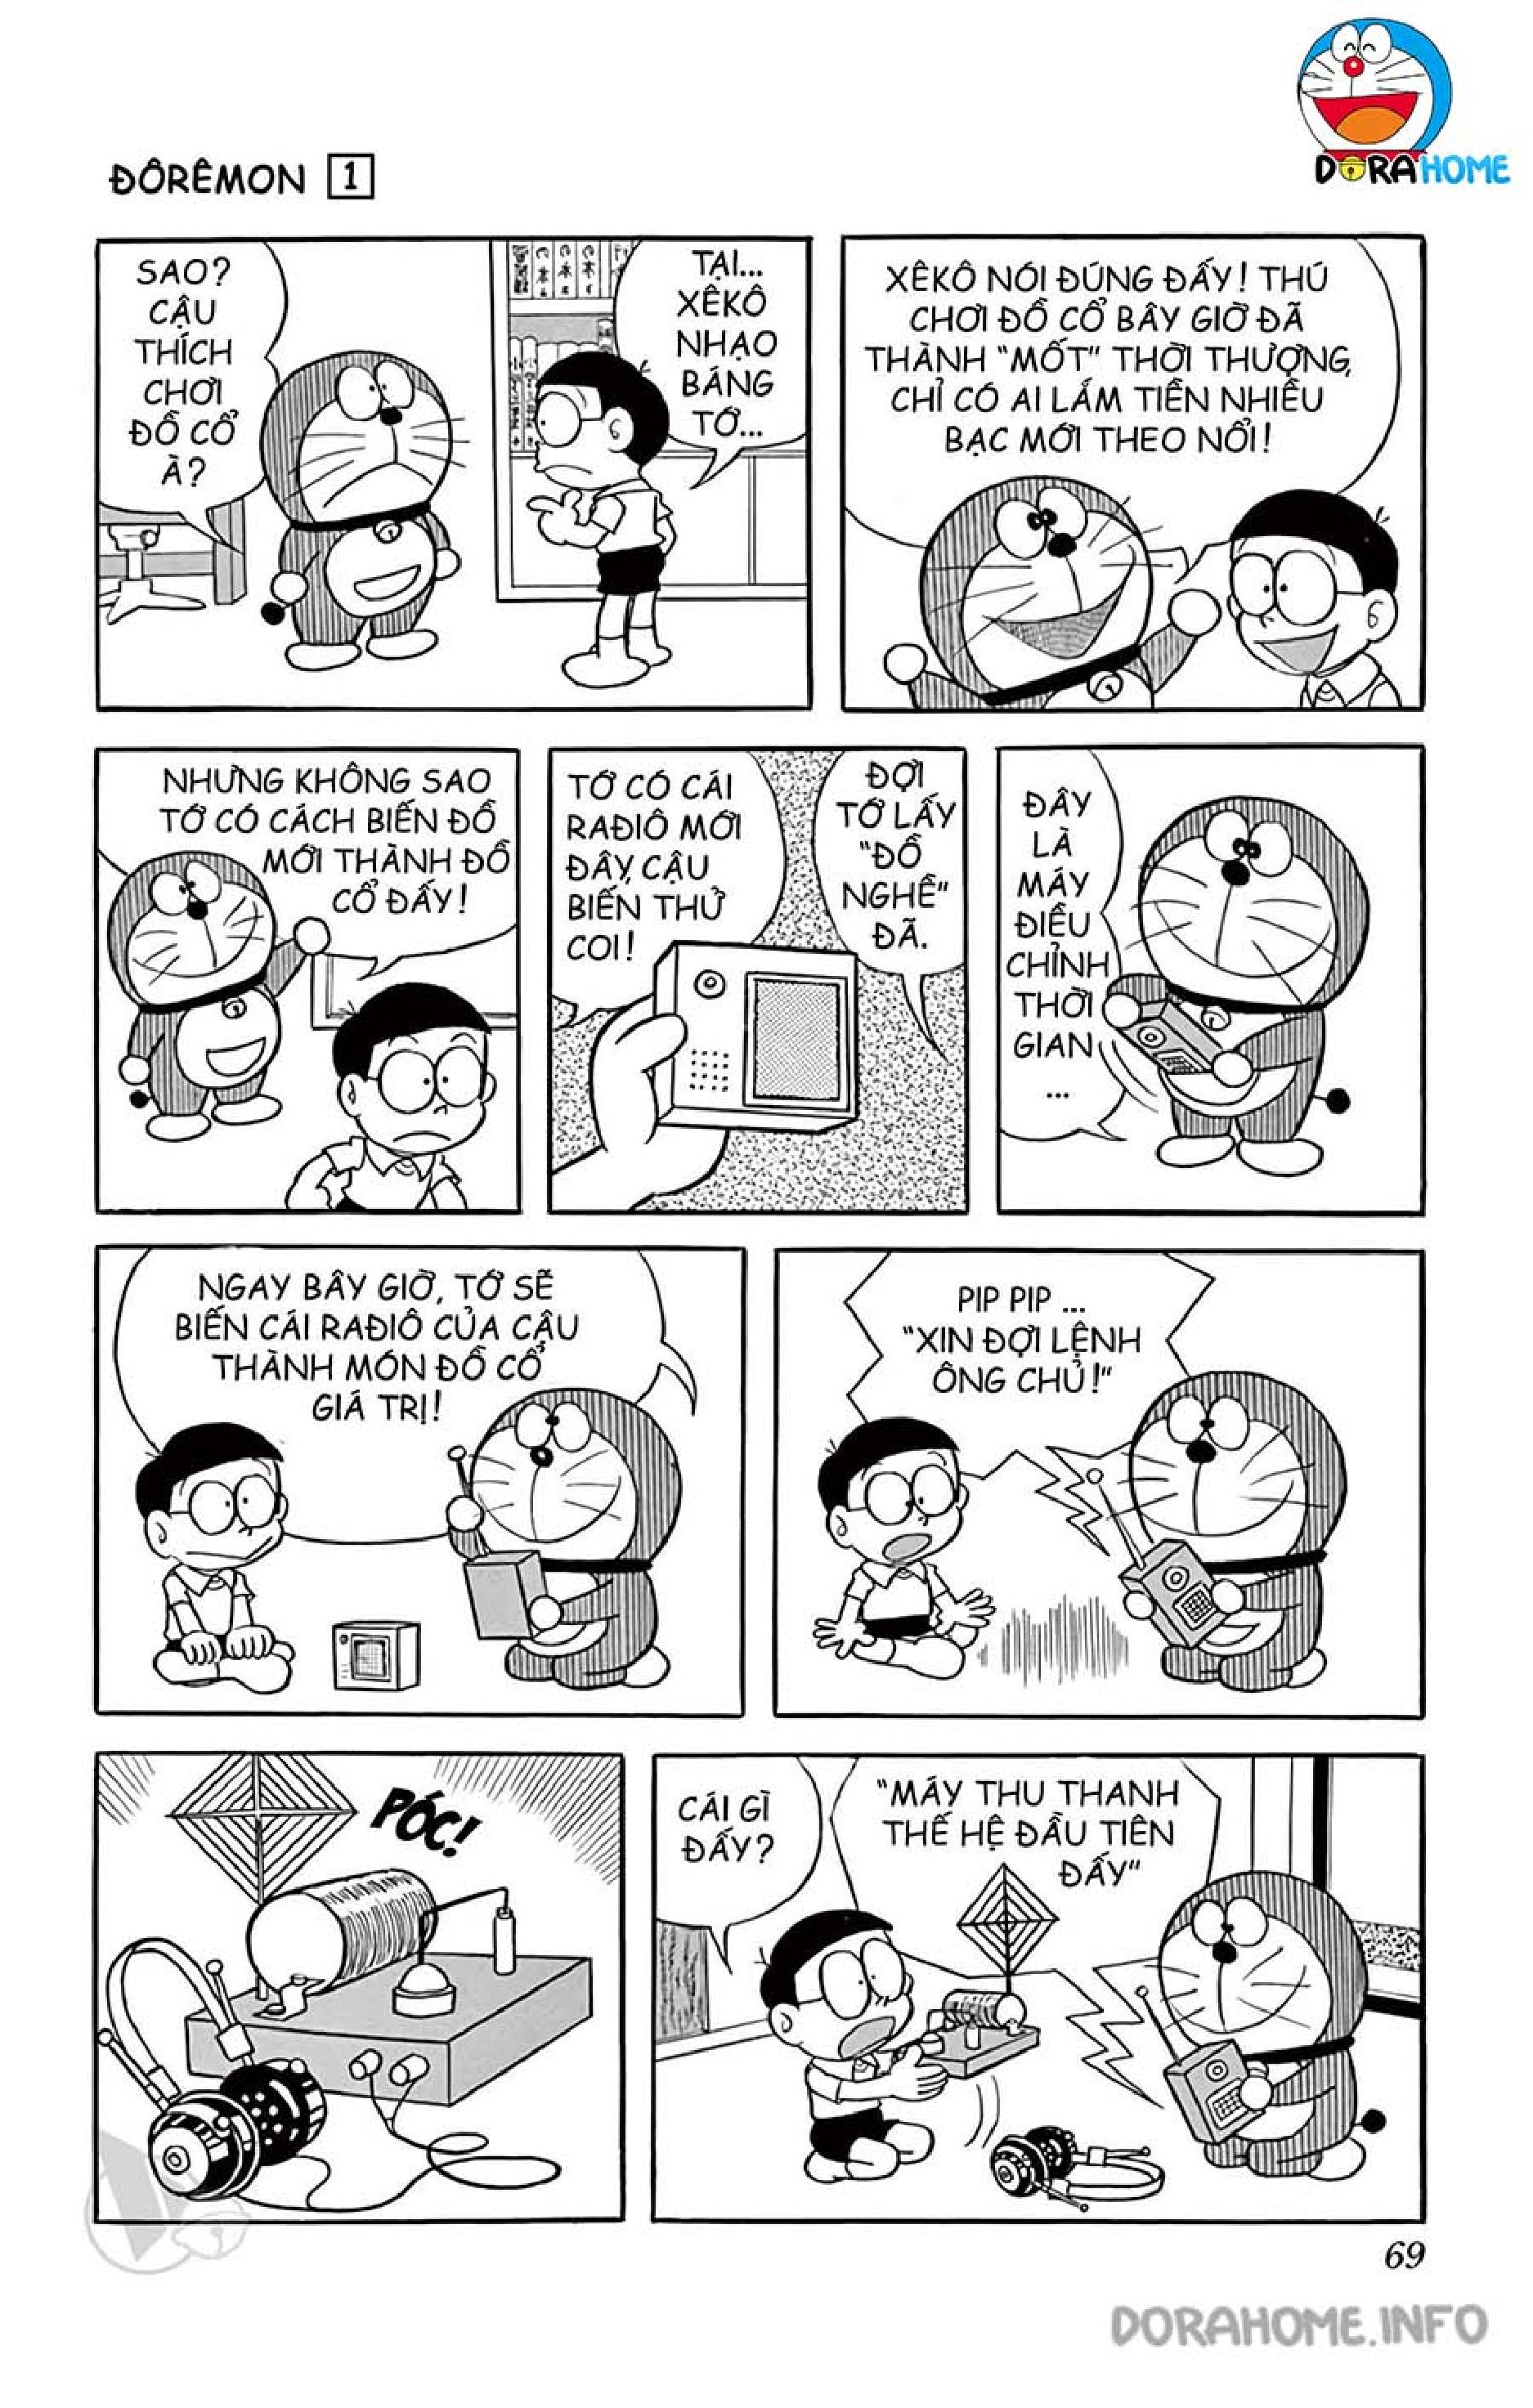 DORAHOME
ĐÔRÊMON 1
SAO?
CẬU
THÍCH
CHƠI
ĐỒ CỔ
À?
TẠI...
XÊKÔ
NHẠO
BÁNG
TỚ...
XÊKÔ NÓI ĐÚNG ĐẤY! THÚ
CHƠI ĐỒ CỔ BÂY GIỜ ĐÃ
THÀNH "MỐT" THỜI THƯỢNG,
CHỈ CÓ AI LẮM TIỀN NHIỀU
BẠC MỚI THEO NỔI!
NHƯNG KHÔNG SAO
TỚ CÓ CÁCH BIẾN ĐỒ
MỚI THÀNH ĐỒ
CỔ ĐẤY!
TỚ CÓ CÁI
RAĐIÔ MỚI
ĐÂY, CẬU
BIẾN THỬ
COI!
ĐỢI
TỚ LẤY
"ĐỒ
NGHỀ"
ĐÃ.
ĐÂY
LÀ
MÁY
ĐIỀU
CHỈNH
THỜI
GIAN
...
NGAY BÂY GIỜ, TỚ SẼ
BIẾN CÁI RAĐIÔ CỦA CẬU
THÀNH MÓN ĐỒ CỔ
GIÁ TRỊ!
PIP PIP ...
"XIN ĐỢI LỆNH
ÔNG CHỦ!"
PÓC!
CÁI GÌ
ĐẤY?
"MÁY THU THANH
THẾ HỆ ĐẦU TIÊN
ĐẤY"
69
DORAHOME.INFO